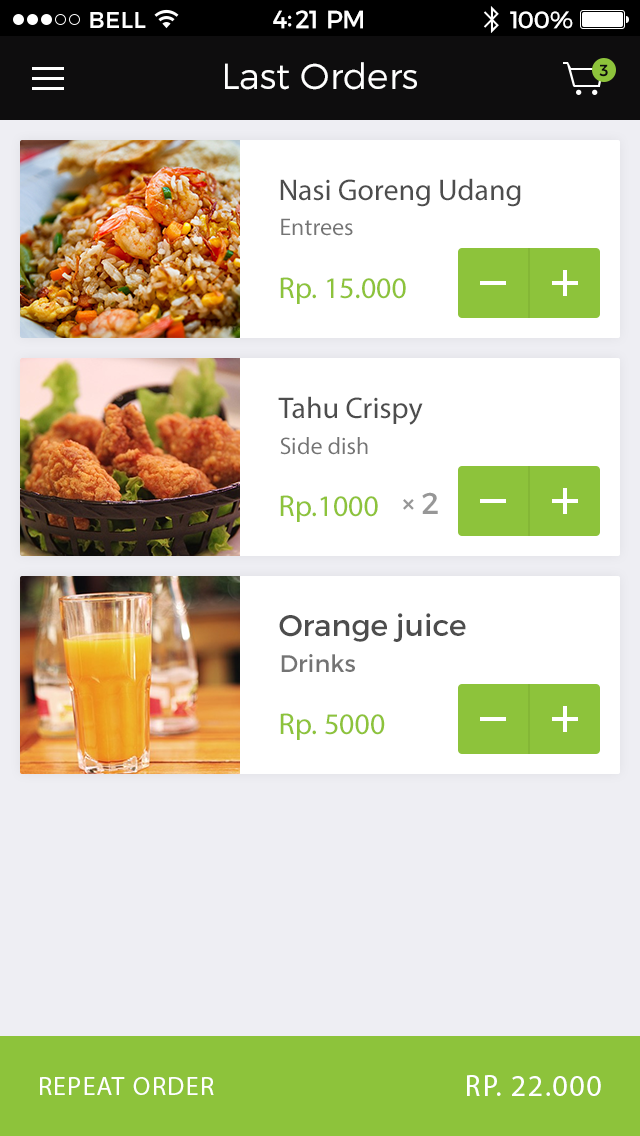 BELL 4:21 PM 100%
Last Orders 3
Nasi Goreng Udang
Entrees
Rp. 15.000
Tahu Crispy
Side dish
Rp.1000 × 2
Orange juice
Drinks
Rp. 5000
REPEAT ORDER RP. 22.000